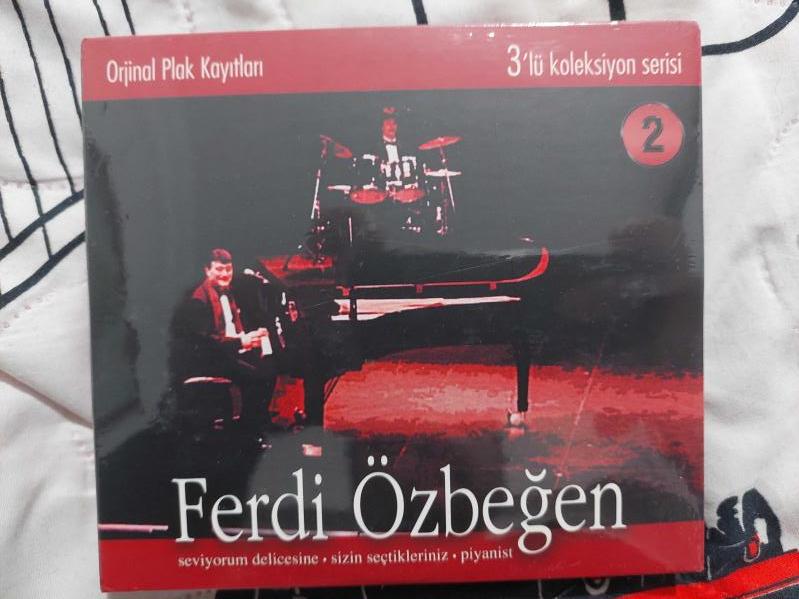 Orjinal Plak Kayıtları
3'lü koleksiyon serisi
2
Ferdi Özbeğen
seviyorum delicesine • sizin seçtikleriniz • piyanist